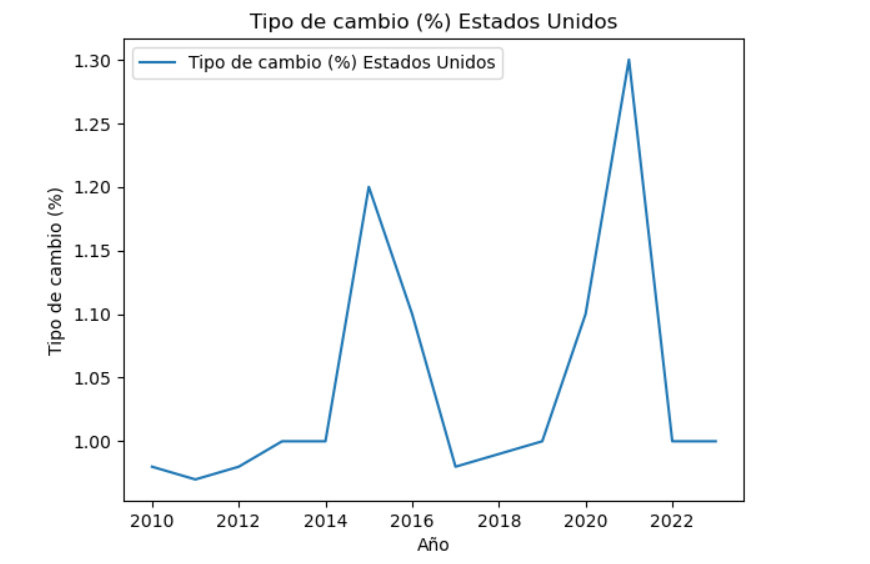 Tipo de cambio (%) Estados Unidos
Tipo de cambio (%) Estados Unidos
1.30
1.25
1.20
1.15
1.10
1.05
1.00
Tipo de cambio (%)
2010 2012 2014 2016 2018 2020 2022
Año